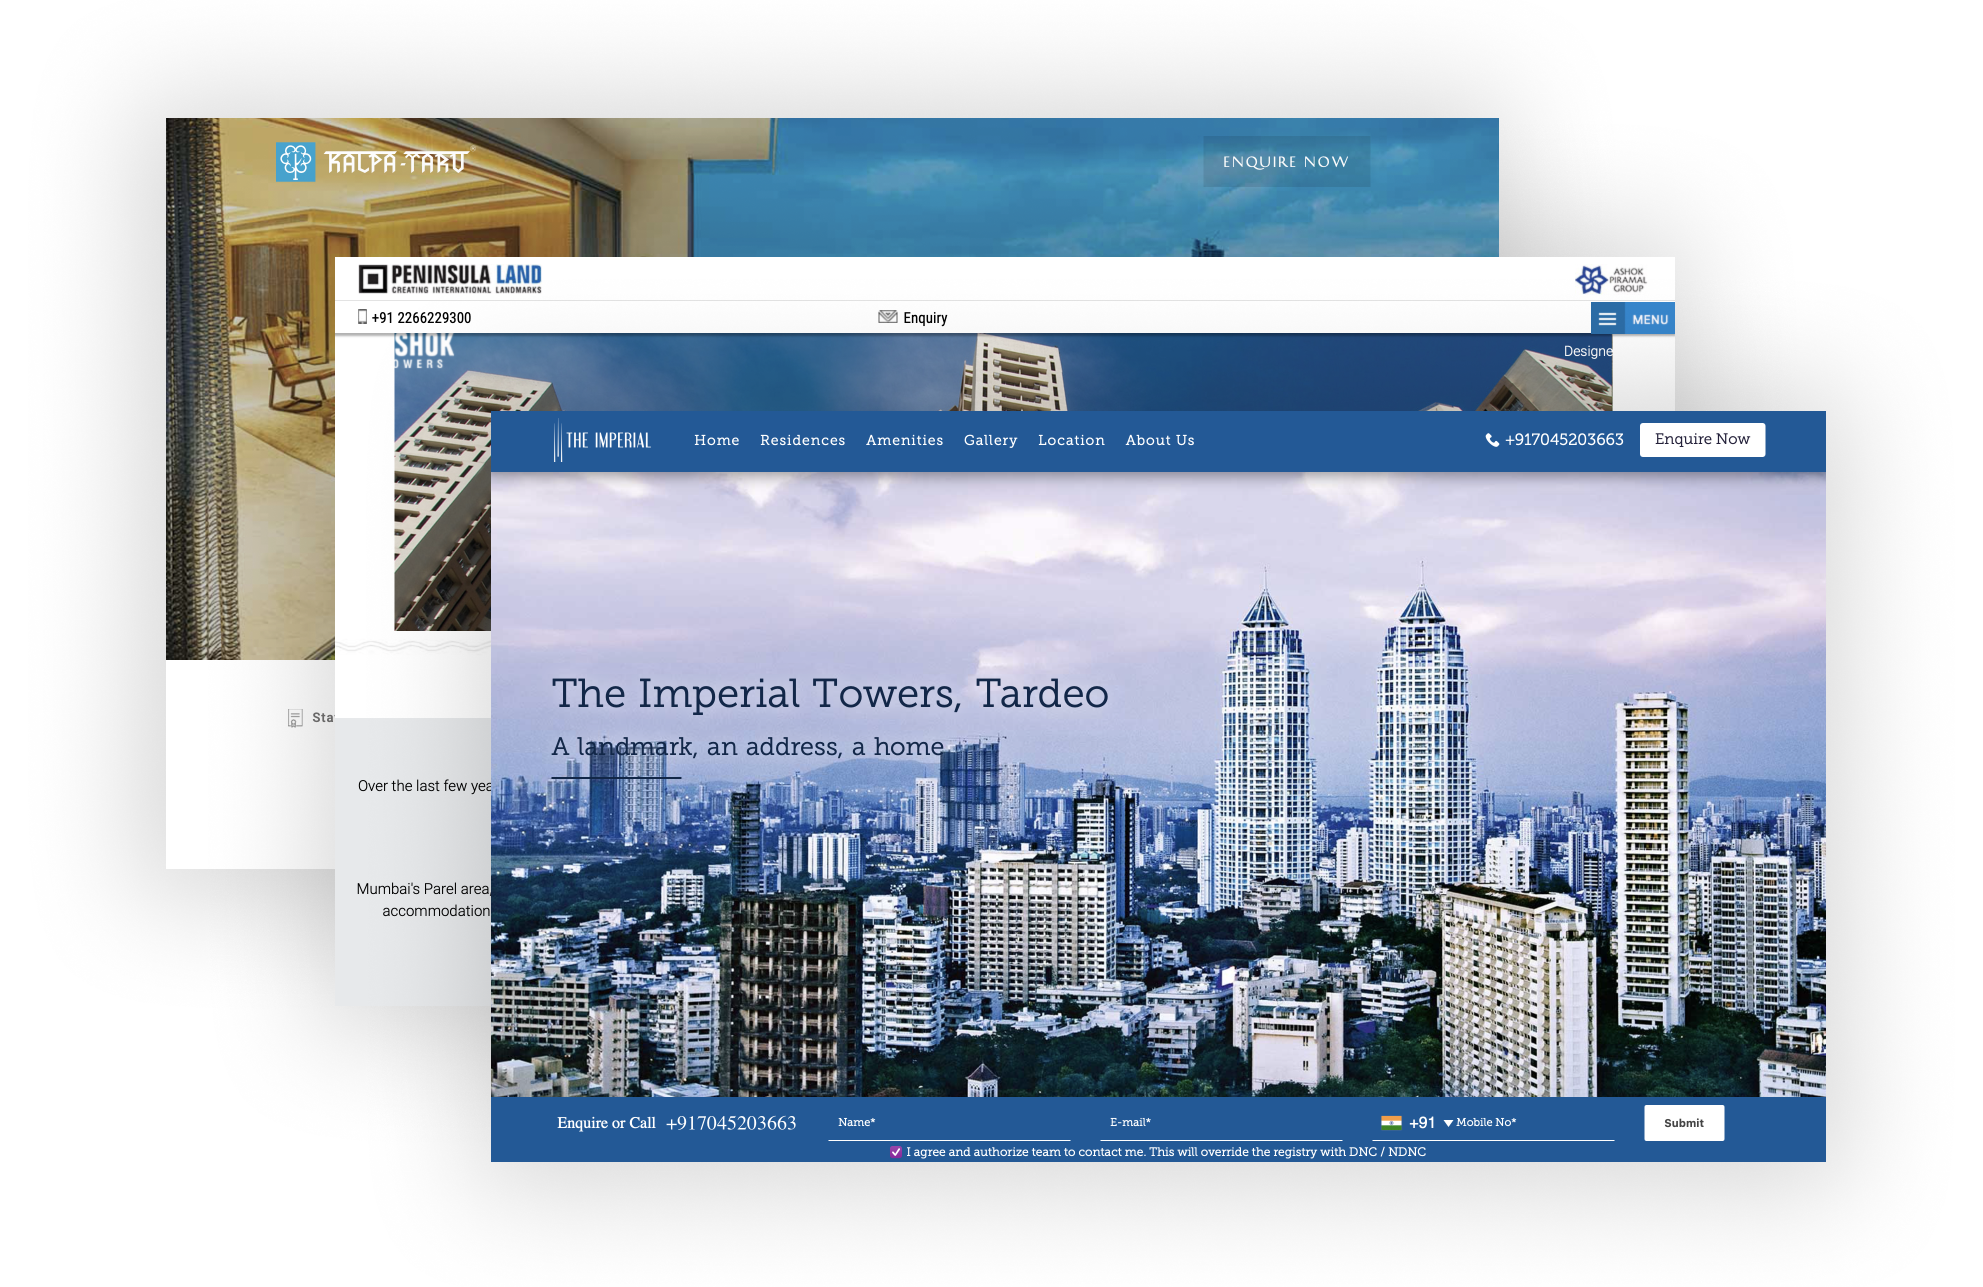 KALPA-TARU
ENQUIRE NOW
PENINSULA LAND
CREATING INTERNATIONAL LANDMARKS
ASHOK
PIRAMAL
GROUP
+91 2266229300
Enquiry
MENU
SHOK
OWERS
Designe
THE IMPERIAL
Home Residences Amenities Gallery Location About Us
+917045203663
Enquire Now
The Imperial Towers, Tardeo
A landmark, an address, a home
Sta
Over the last few yea
Mumbai's Parel area,
accommodation
Enquire or Call +917045203663
Name*
E-mail*
+91
Mobile No*
Submit
I agree and authorize team to contact me. This will override the registry with DNC / NDNC